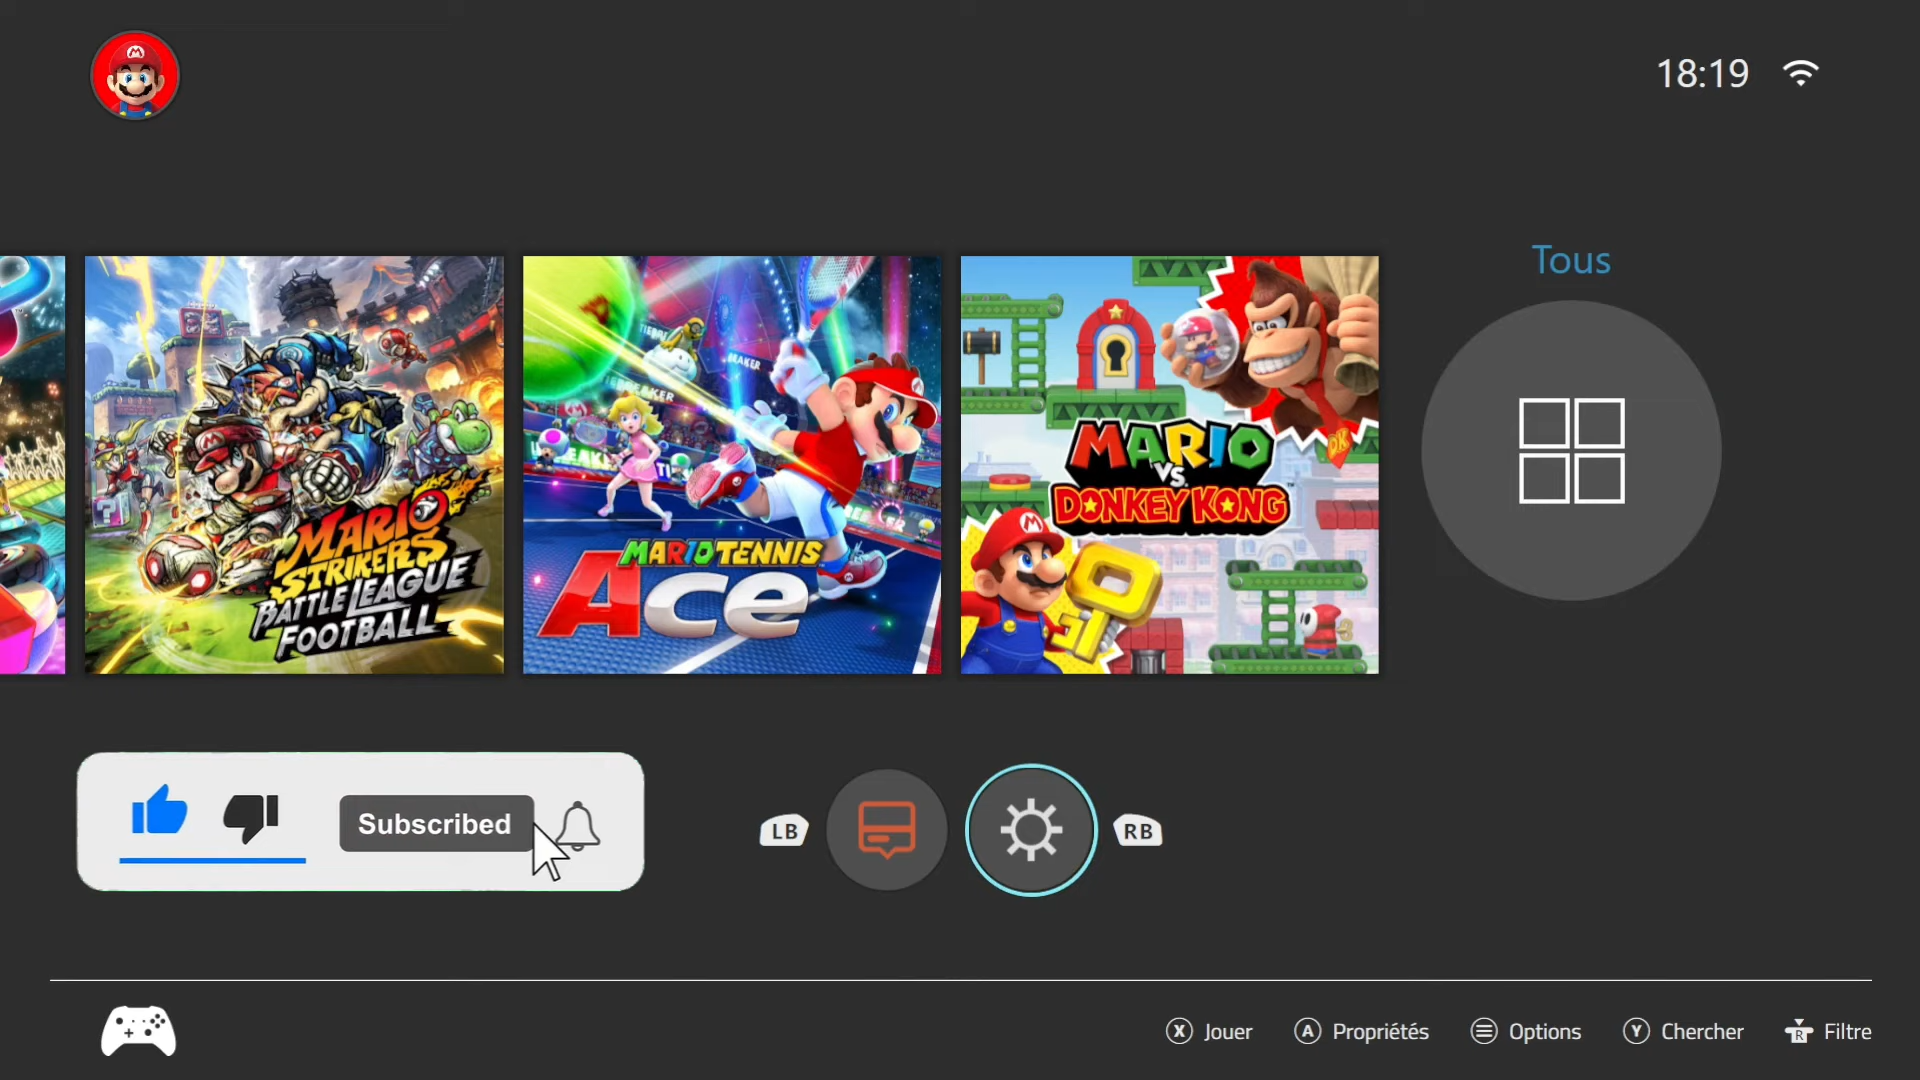 18:19
Tous
MARIO
STRIKERS
BATTLE LEAGUE
FOOTBALL
MARIO TENNIS
Ace
MARIO
VS.
DONKEY KONG
DK
Subscribed
LB
RB
X Jouer
A Propriétés
Options
Y Chercher
R Filtre